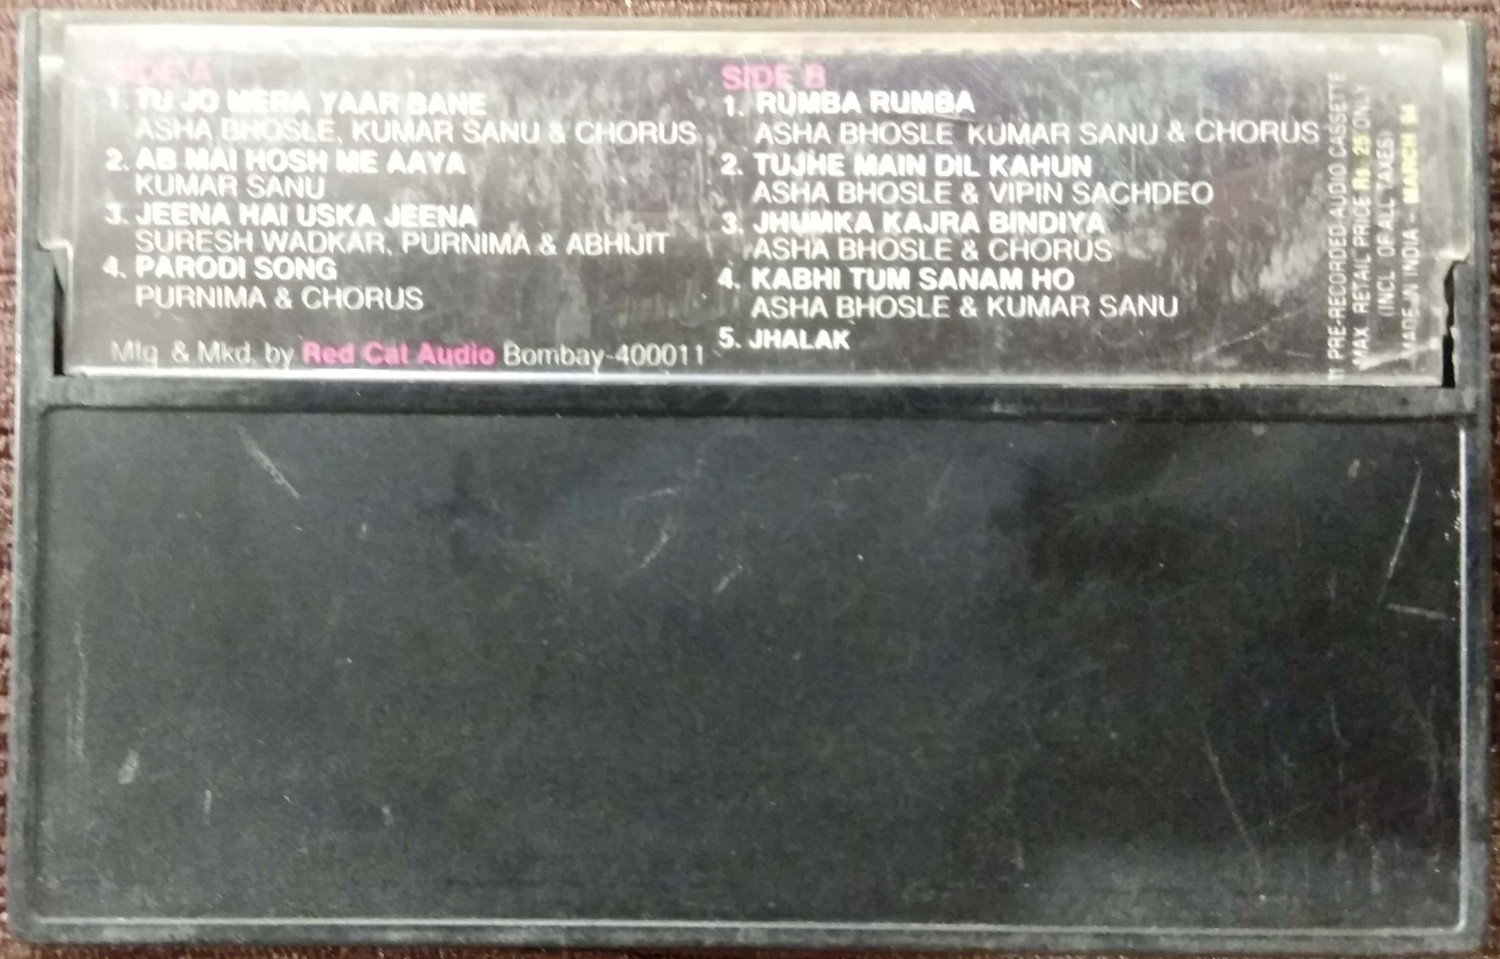 SIDE A
1. TU JO MERA YAAR BANE
ASHA BHOSLE, KUMAR SANU & CHORUS
2. AB MAI HOSH ME AAYA
KUMAR SANU
3. JEENA HAI USKA JEENA
SURESH WADKAR, PURNIMA & ABHIJIT
4. PARODI SONG
PURNIMA & CHORUS
Mfg. & Mkd. by Red Cat Audio Bombay-400011
SIDE B
1. RUMBA RUMBA
ASHA BHOSLE KUMAR SANU & CHORUS
2. TUJHE MAIN DIL KAHUN
ASHA BHOSLE & VIPIN SACHDEO
3. JHUMKA KAJRA BINDIYA
ASHA BHOSLE & CHORUS
4. KABHI TUM SANAM HO
ASHA BHOSLE & KUMAR SANU
5. JHALAK
PRE-RECORDED AUDIO CASSETTE
MAX. RETAIL PRICE Rs. 25 ONLY
(INCL. OF ALL TAXES)
MADE IN INDIA - MARCH 94